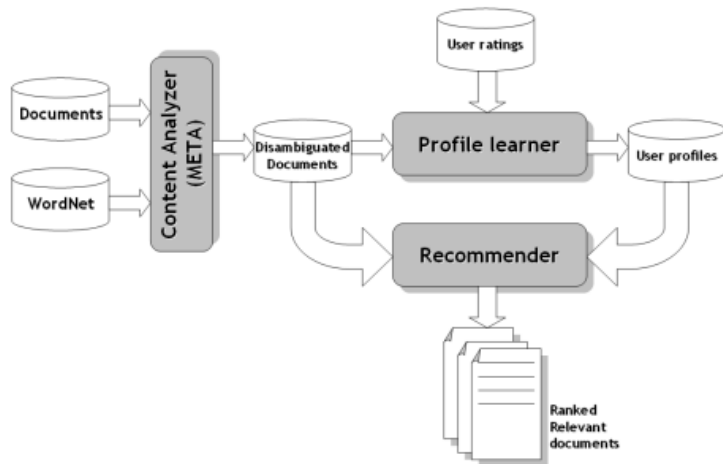 User ratings
Documents
WordNet
Content Analyzer
(META)
Disambiguated
Documents
Profile learner
User profiles
Recommender
Ranked
Relevant
documents